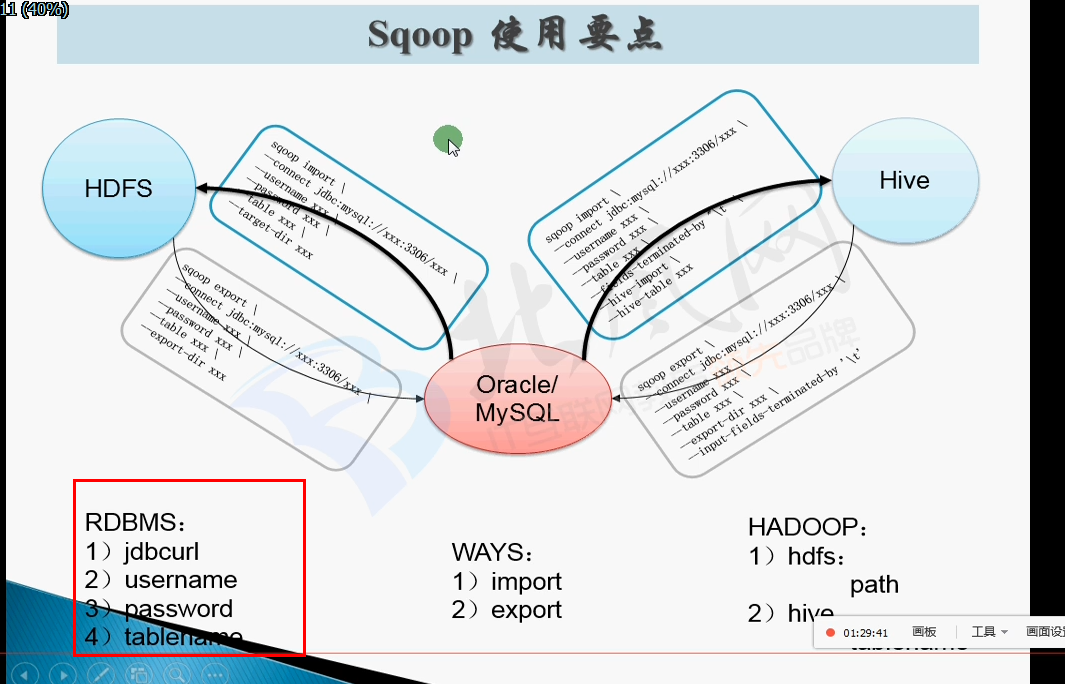 11 (40%)
Sqoop 使用要点
HDFS
sqoop import \
--connect jdbc:mysql://xxx:3306/xxx \
--username xxx \
--password xxx \
--table xxx \
--target-dir xxx
sqoop import \
--connect jdbc:mysql://xxx:3306/xxx \
--username xxx \
--password xxx \
--table xxx \
--fields-terminated-by '\t' \
--hive-import \
--hive-table xxx
Hive
sqoop export \
--connect jdbc:mysql://xxx:3306/xxx \
--username xxx \
--password xxx \
--table xxx \
--export-dir xxx
Oracle/
MySQL
sqoop export \
--connect jdbc:mysql://xxx:3306/xxx \
--username xxx \
--password xxx \
--table xxx \
--export-dir xxx \
--input-fields-terminated-by '\t'
RDBMS：
1）jdbcurl
2）username
3）password
4）tablename
WAYS：
1）import
2）export
HADOOP：
1）hdfs：
path
2）hive
tablename
01:29:41 画板 工具 画面设